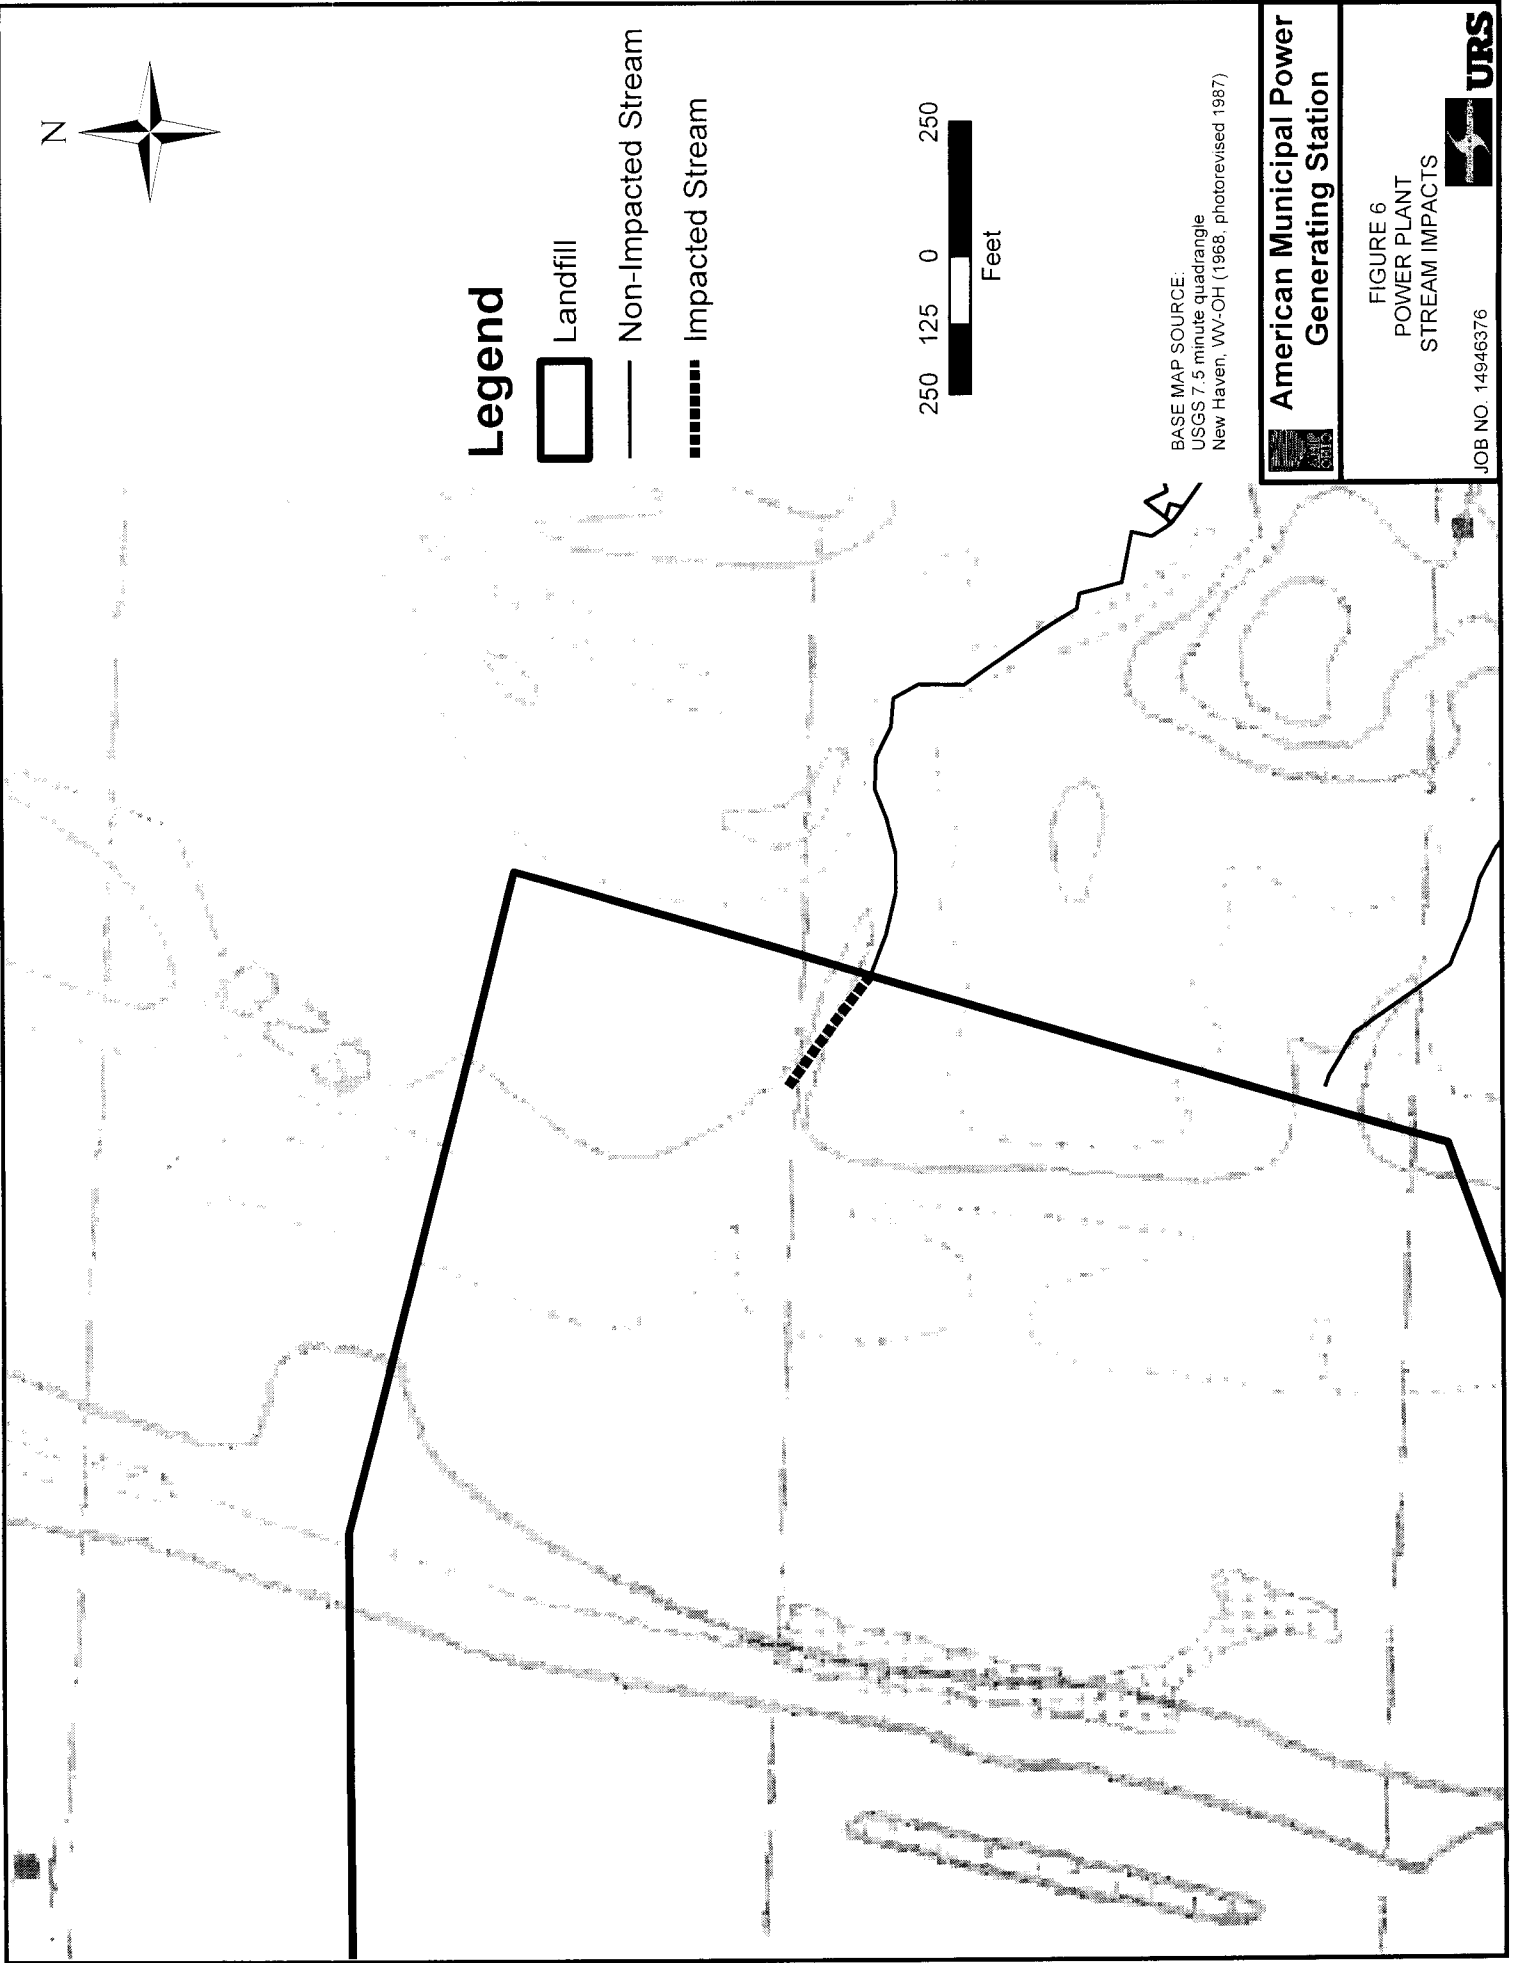 N
Legend
Landfill
Non-Impacted Stream
Impacted Stream
250 125 0 250
Feet
BASE MAP SOURCE:
USGS 7.5 minute quadrangle
New Haven, WV-OH (1968, photorevised 1987)
American Municipal Power
Generating Station
FIGURE 6
POWER PLANT
STREAM IMPACTS
JOB NO. 14946376
URS